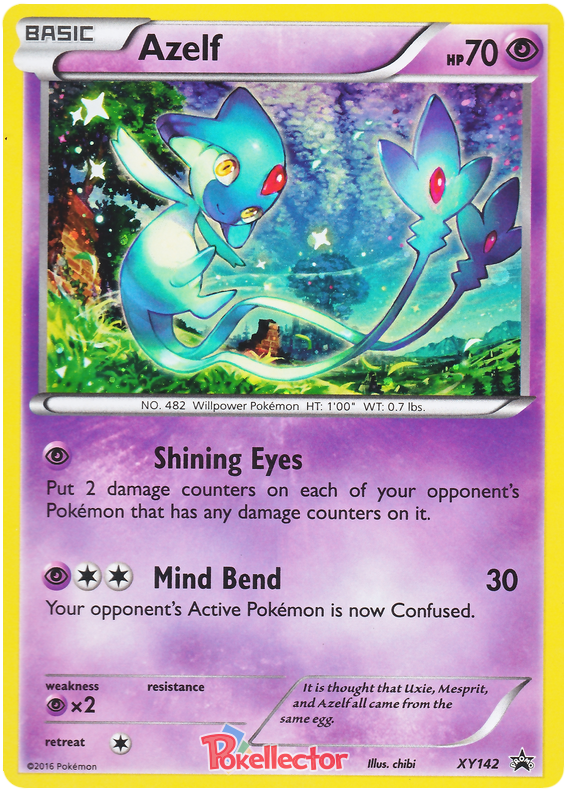 BASIC Azelf HP70
NO. 482 Willpower Pokémon HT: 1'00" WT: 0.7 lbs.
Shining Eyes
Put 2 damage counters on each of your opponent's
Pokémon that has any damage counters on it.
Mind Bend 30
Your opponent's Active Pokémon is now Confused.
weakness resistance
×2
It is thought that Uxie, Mesprit,
and Azelf all came from the
same egg.
retreat
Pokellector
©2016 Pokémon Illus. chibi XY142
PROMO